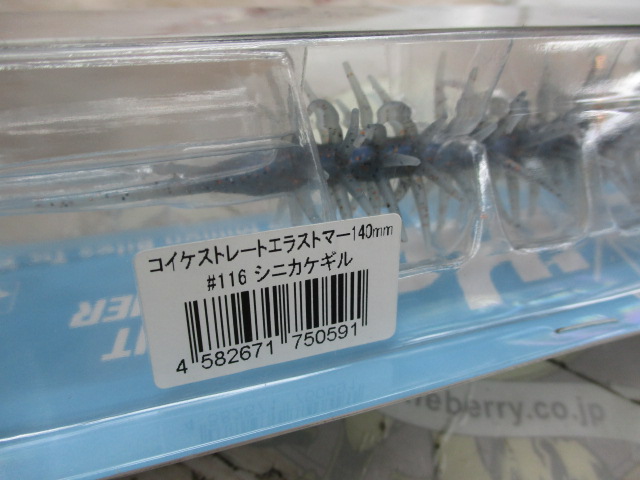 コイケストレートエラストマー140mm
#116 シニカケギル
4 582671 750591
leberry.co.jp